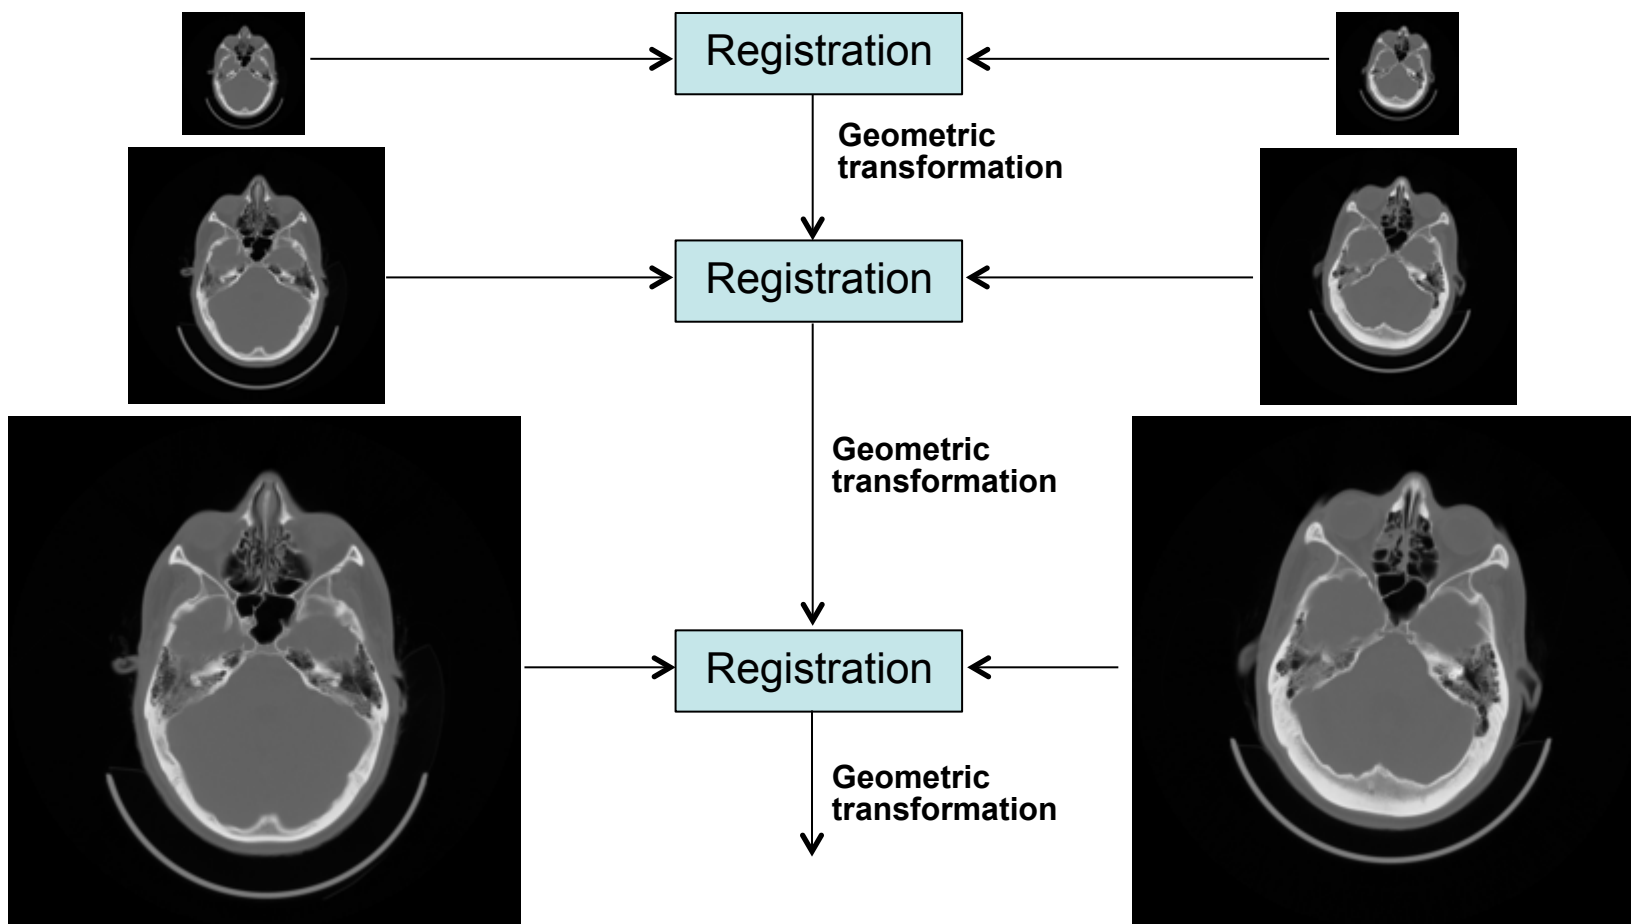 Registration
Geometric
transformation
Registration
Geometric
transformation
Registration
Geometric
transformation